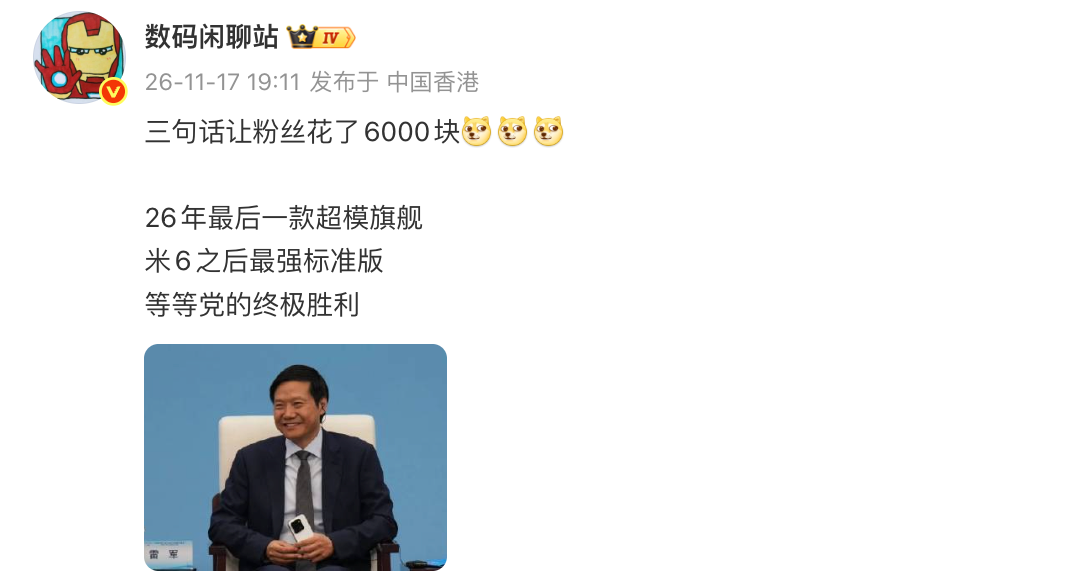 数码闲聊站 IV
26-11-17 19:11 发布于 中国香港
三句话让粉丝花了6000块
26年最后一款超模旗舰
米6之后最强标准版
等等党的终极胜利
雷 军